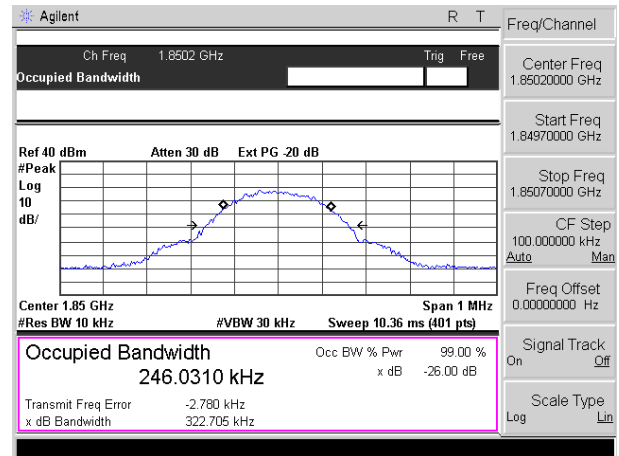 Agilent R T
Ch Freq 1.8502 GHz Trig Free
Occupied Bandwidth
Ref 40 dBm Atten 30 dB Ext PG -20 dB
#Peak
Log
10
dB/
Center 1.85 GHz Span 1 MHz
#Res BW 10 kHz #VBW 30 kHz Sweep 10.36 ms (401 pts)
Occupied Bandwidth Occ BW % Pwr 99.00 %
246.0310 kHz x dB -26.00 dB
Transmit Freq Error -2.780 kHz
x dB Bandwidth 322.705 kHz
Freq/Channel
Center Freq
1.85020000 GHz
Start Freq
1.84970000 GHz
Stop Freq
1.85070000 GHz
CF Step
100.000000 kHz
Auto Man
Freq Offset
0.00000000 Hz
Signal Track
On Off
Scale Type
Log Lin